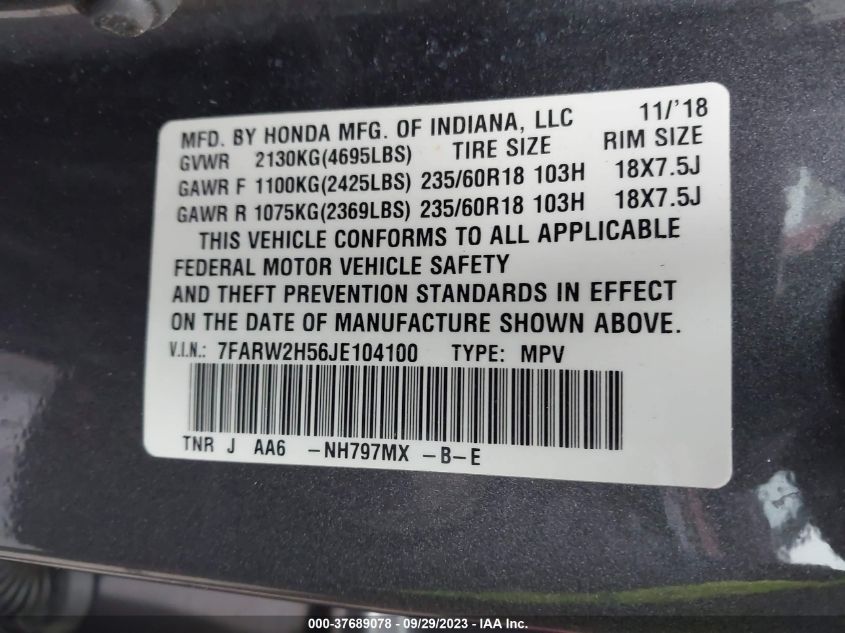 MFD. BY HONDA MFG. OF INDIANA, LLC 11/'18
GVWR 2130KG(4695LBS) TIRE SIZE RIM SIZE
GAWR F 1100KG(2425LBS) 235/60R18 103H 18X7.5J
GAWR R 1075KG(2369LBS) 235/60R18 103H 18X7.5J
THIS VEHICLE CONFORMS TO ALL APPLICABLE
FEDERAL MOTOR VEHICLE SAFETY
AND THEFT PREVENTION STANDARDS IN EFFECT
ON THE DATE OF MANUFACTURE SHOWN ABOVE.
V.I.N.: 7FARW2H56JE104100 TYPE: MPV
TNR J AA6 -NH797MX -B-E
000-37689078 - 09/29/2023 - IAA Inc.